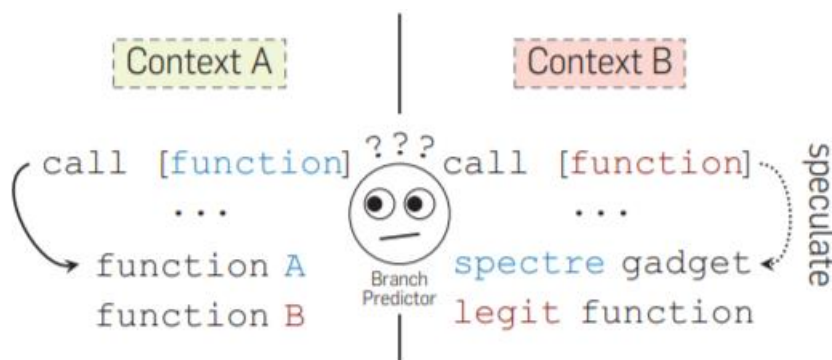 Context A
Context B
call [function]
???
call [function]
...
...
function A
spectre gadget
function B
legit function
Branch
Predictor
speculate